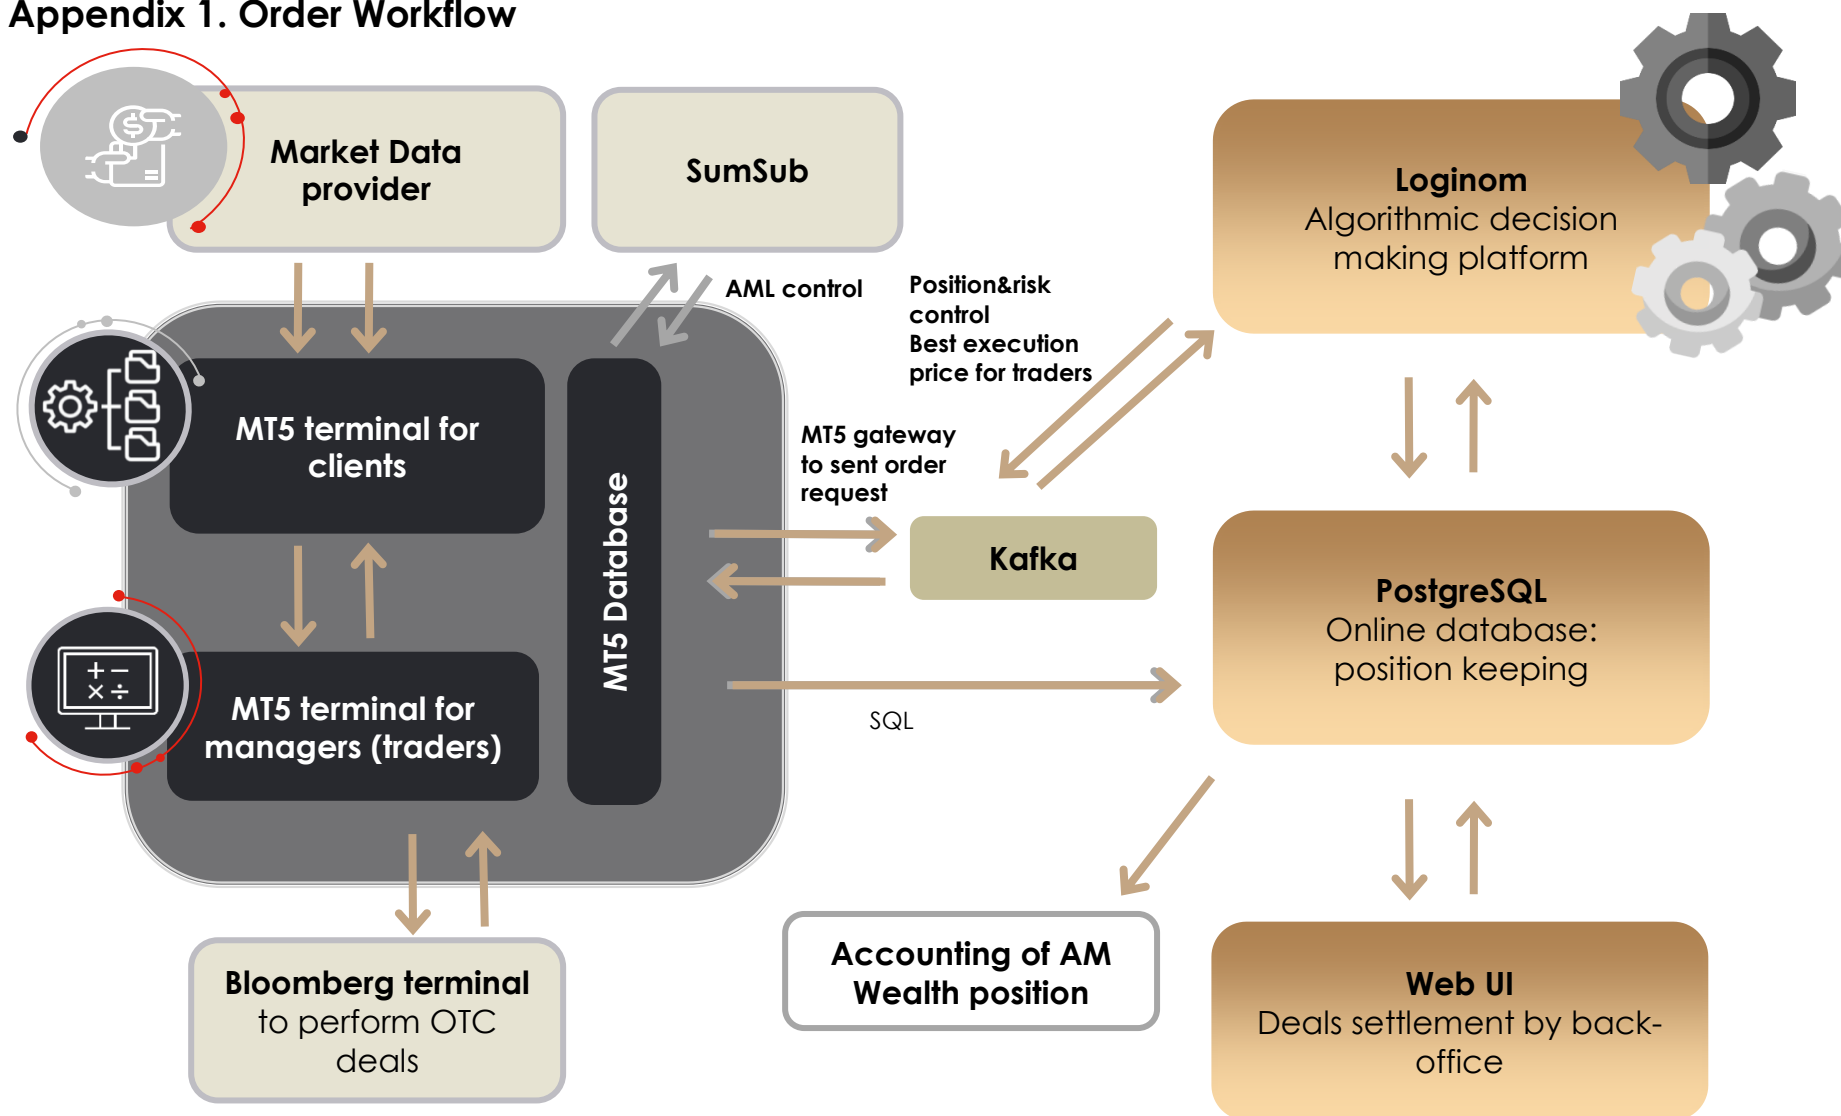 Appendix 1. Order Workflow
Market Data
provider
SumSub
Loginom
Algorithmic decision
making platform
AML control
Position&risk
control
Best execution
price for traders
MT5 terminal for
clients
MT5 Database
MT5 gateway
to sent order
request
Kafka
PostgreSQL
Online database:
position keeping
MT5 terminal for
managers (traders)
SQL
Bloomberg terminal
to perform OTC
deals
Accounting of AM
Wealth position
Web UI
Deals settlement by back-
office